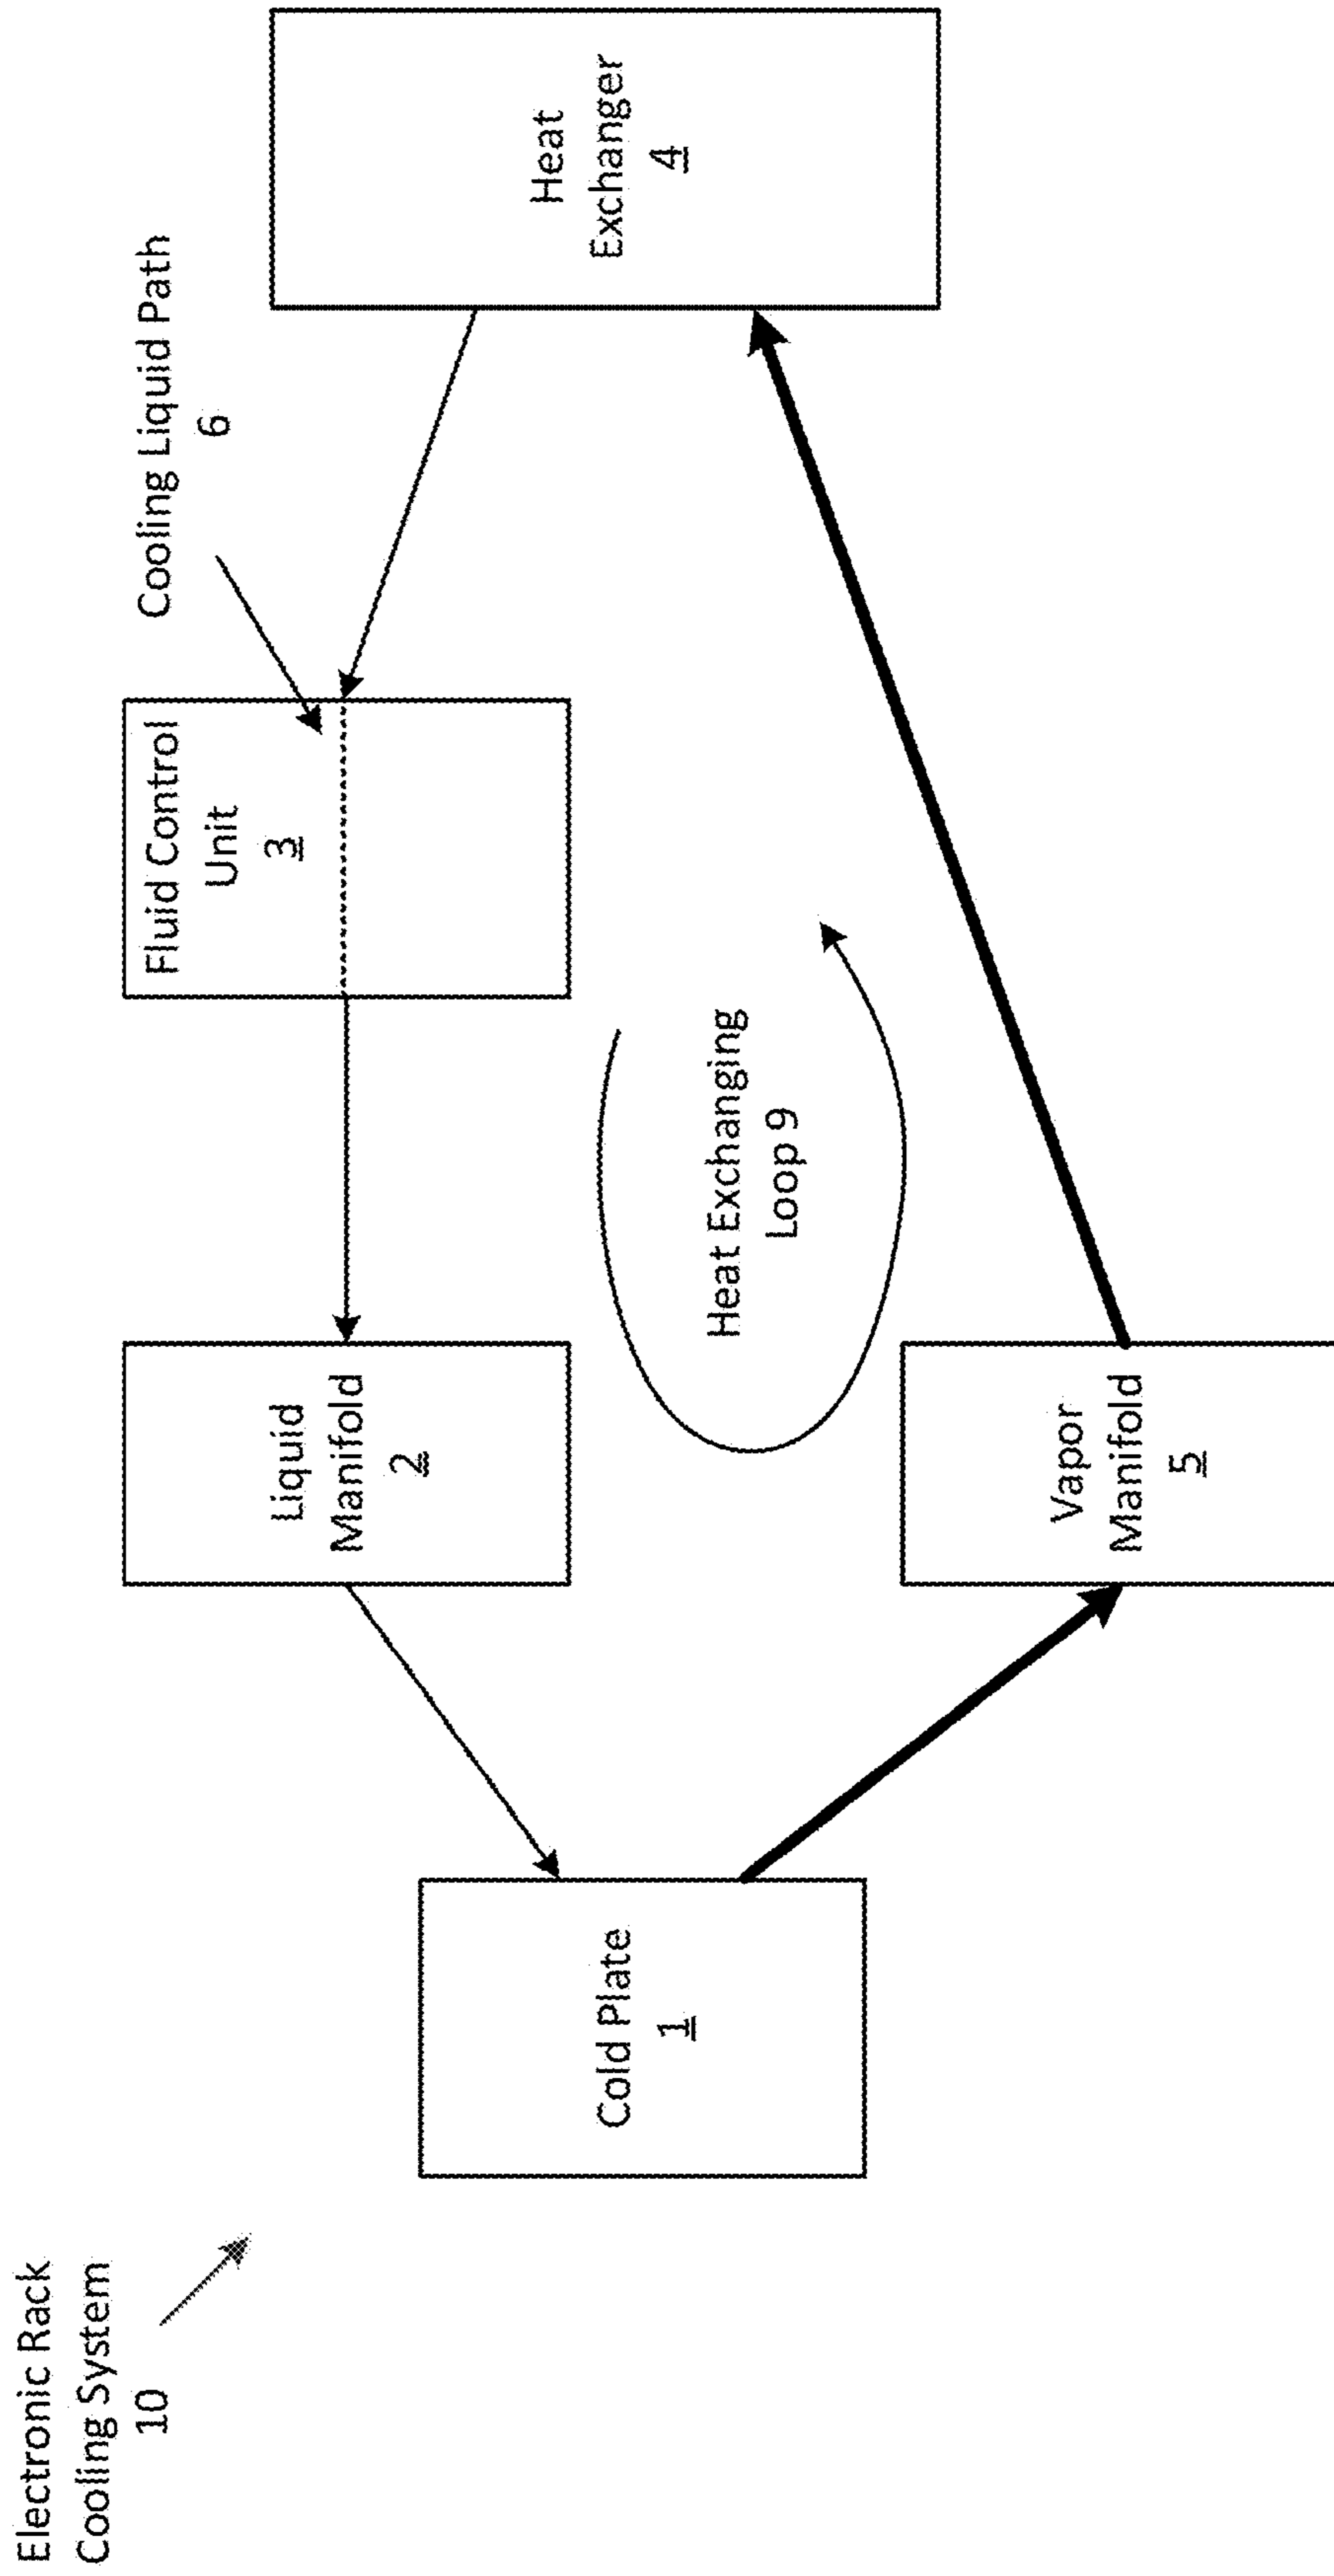 Electronic Rack
Cooling System
10
Cooling Liquid Path
6
Liquid
Manifold
2
Fluid Control
Unit
3
Cold Plate
1
Heat
Exchanger
4
Heat Exchanging
Loop 9
Vapor
Manifold
5